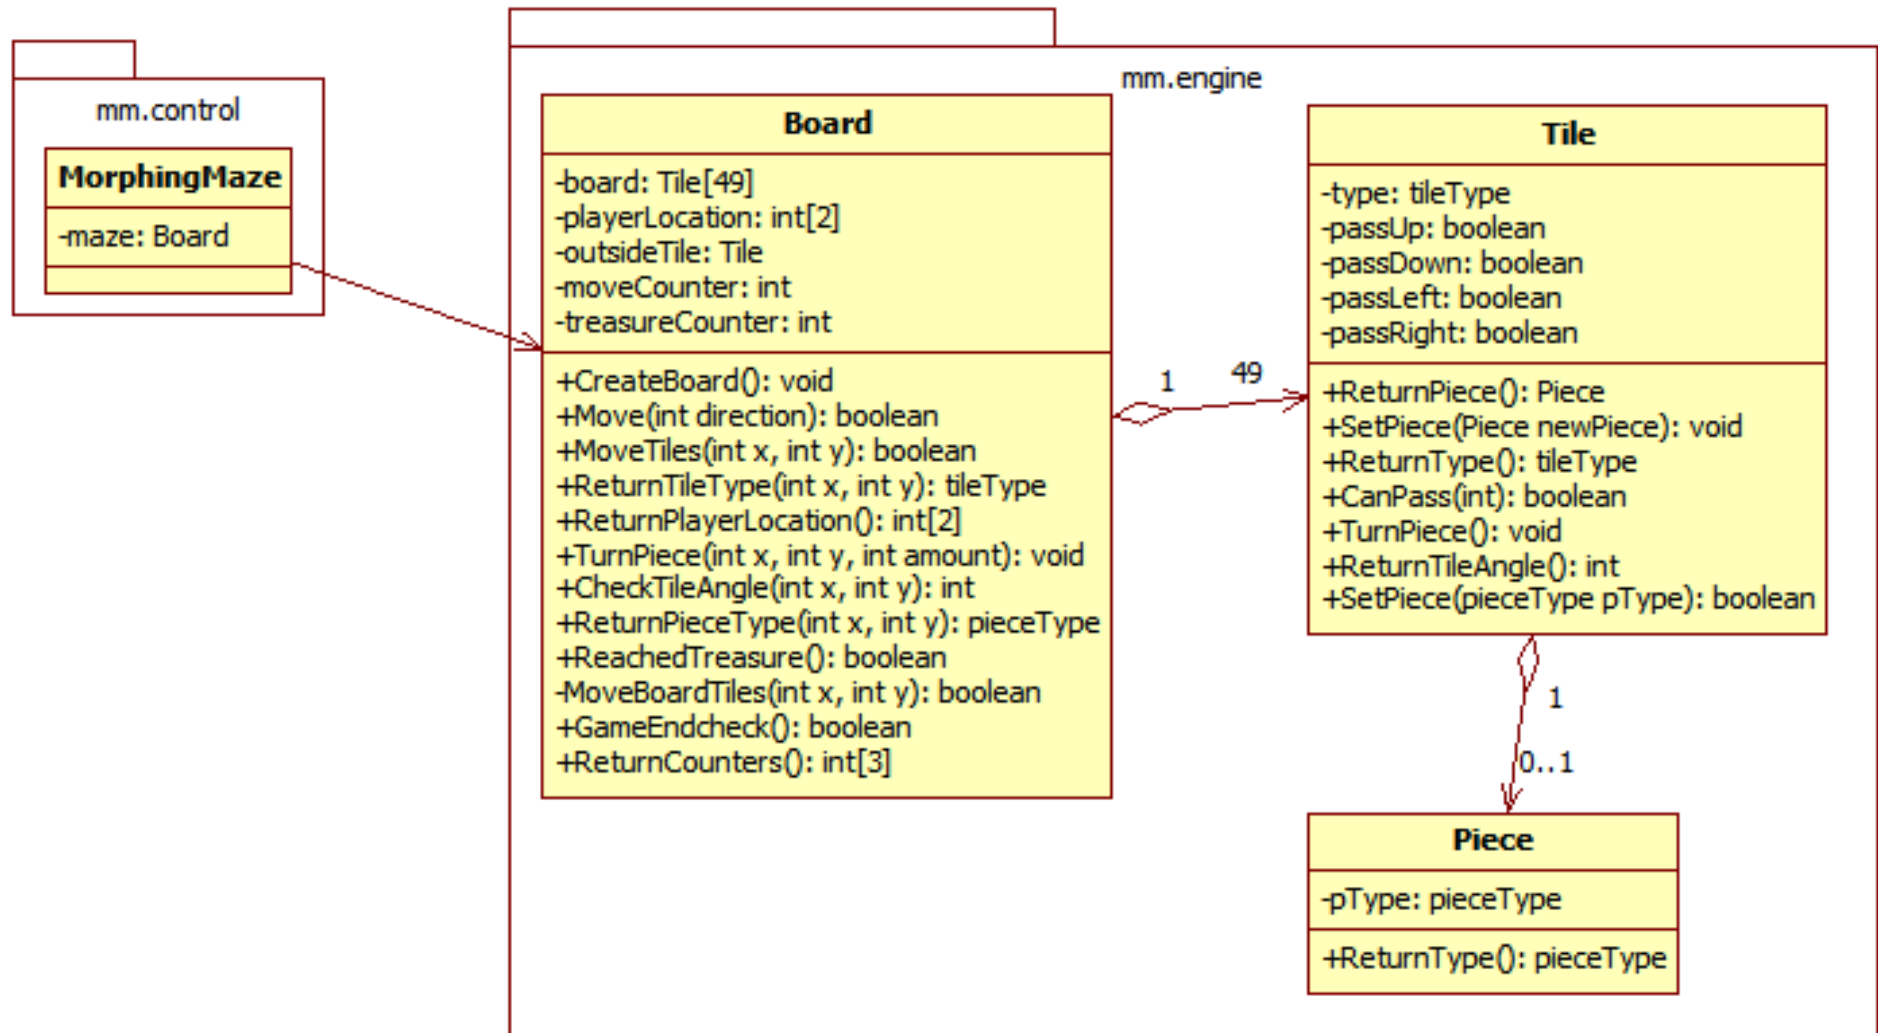 mm.control
MorphingMaze
-maze: Board
mm.engine
Board
-board: Tile[49]
-playerLocation: int[2]
-outsideTile: Tile
-moveCounter: int
-treasureCounter: int
+CreateBoard(): void
+Move(int direction): boolean
+MoveTiles(int x, int y): boolean
+ReturnTileType(int x, int y): tileType
+ReturnPlayerLocation(): int[2]
+TurnPiece(int x, int y, int amount): void
+CheckTileAngle(int x, int y): int
+ReturnPieceType(int x, int y): pieceType
+ReachedTreasure(): boolean
-MoveBoardTiles(int x, int y): boolean
+GameEndcheck(): boolean
+ReturnCounters(): int[3]
1
49
Tile
-type: tileType
-passUp: boolean
-passDown: boolean
-passLeft: boolean
-passRight: boolean
+ReturnPiece(): Piece
+SetPiece(Piece newPiece): void
+ReturnType(): tileType
+CanPass(int): boolean
+TurnPiece(): void
+ReturnTileAngle(): int
+SetPiece(pieceType pType): boolean
1
0..1
Piece
-pType: pieceType
+ReturnType(): pieceType